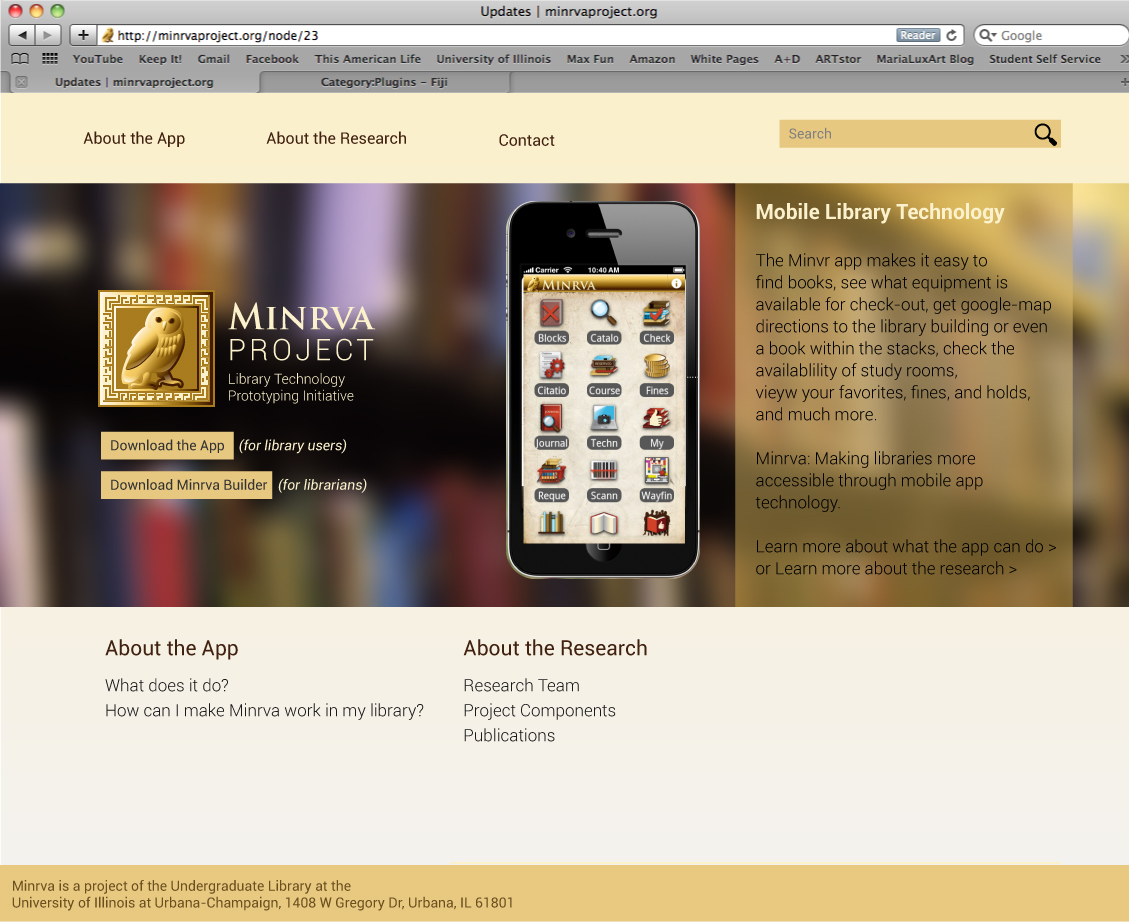 Updates | minrvaproject.org
http://minrvaproject.org/node/23
Reader
Google
YouTube Keep It! Gmail Facebook This American Life University of Illinois Max Fun Amazon White Pages A+D ARTstor MariaLuxArt Blog Student Self Service
Updates | minrvaproject.org
Category:Plugins – Fiji
About the App
About the Research
Contact
Search
MINRVA
PROJECT
Library Technology
Prototyping Initiative
Download the App (for library users)
Download Minrva Builder (for librarians)
Carrier 10:40 AM
MINRVA
Blocks Catalo Check
Citatio Course Fines
Journal Techn My
Reque Scann Wayfin
Mobile Library Technology
The Minvr app makes it easy to
find books, see what equipment is
available for check-out, get google-map
directions to the library building or even
a book within the stacks, check the
availablility of study rooms,
vieyw your favorites, fines, and holds,
and much more.
Minrva: Making libraries more
accessible through mobile app
technology.
Learn more about what the app can do >
or Learn more about the research >
About the App
What does it do?
How can I make Minrva work in my library?
About the Research
Research Team
Project Components
Publications
Minrva is a project of the Undergraduate Library at the
University of Illinois at Urbana-Champaign, 1408 W Gregory Dr, Urbana, IL 61801